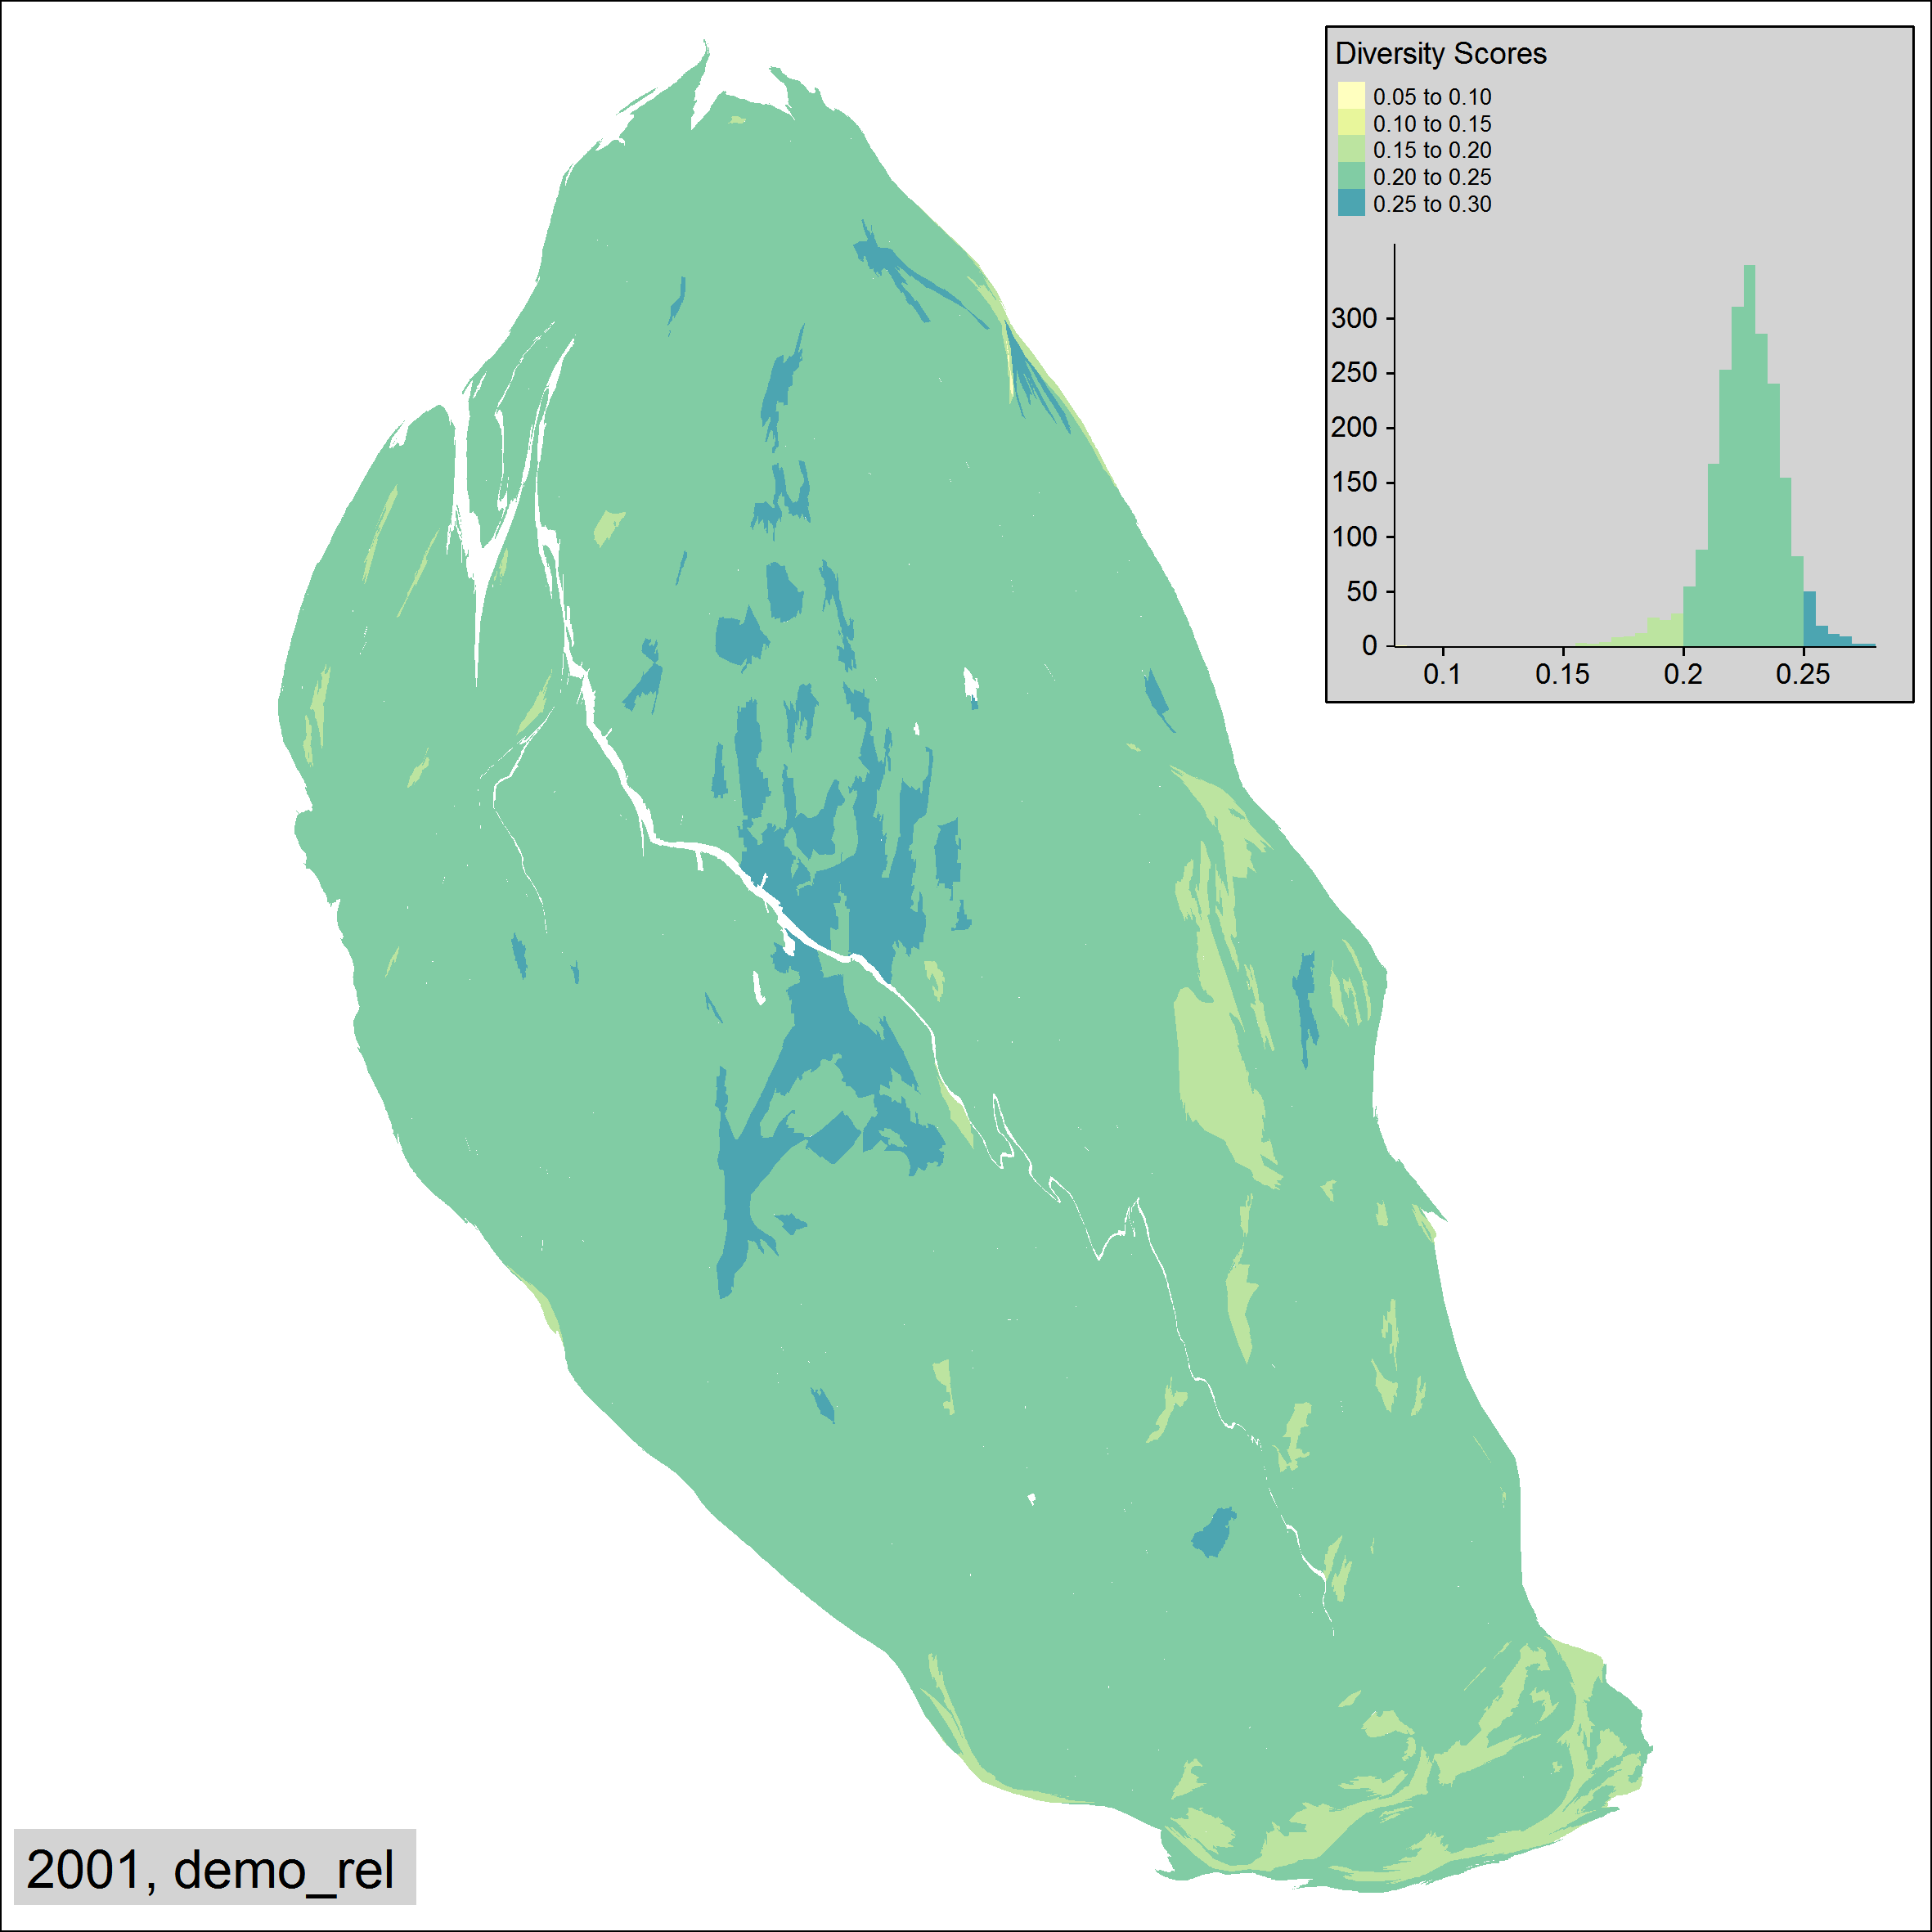 Diversity Scores
0.05 to 0.10
0.10 to 0.15
0.15 to 0.20
0.20 to 0.25
0.25 to 0.30
300
250
200
150
100
50
0
0.1 0.15 0.2 0.25
2001, demo_rel